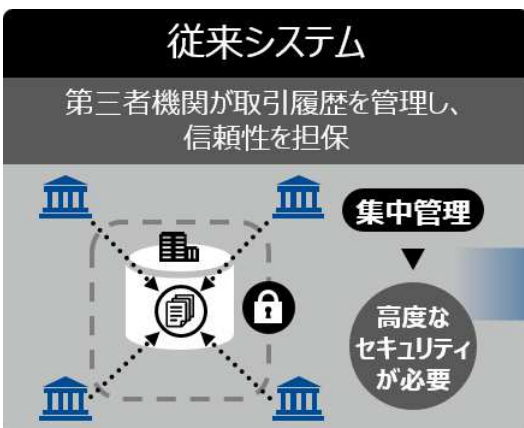 従来システム
第三者機関が取引履歴を管理し、
信頼性を担保
集中管理
高度な
セキュリティ
が必要